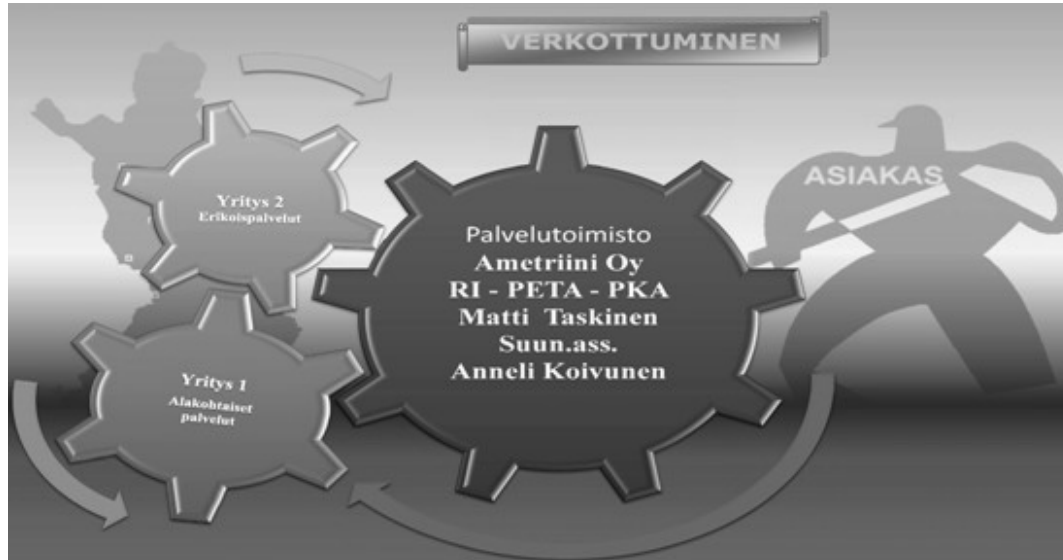 VERKOTTUMINEN
Yritys 2
Erikoispalvelut
ASIAKAS
Palvelutoimisto
Ametriini Oy
RI - PETA - PKA
Matti Taskinen
Suun.ass.
Anneli Koivunen
Yritys 1
Alakohtaiset
palvelut